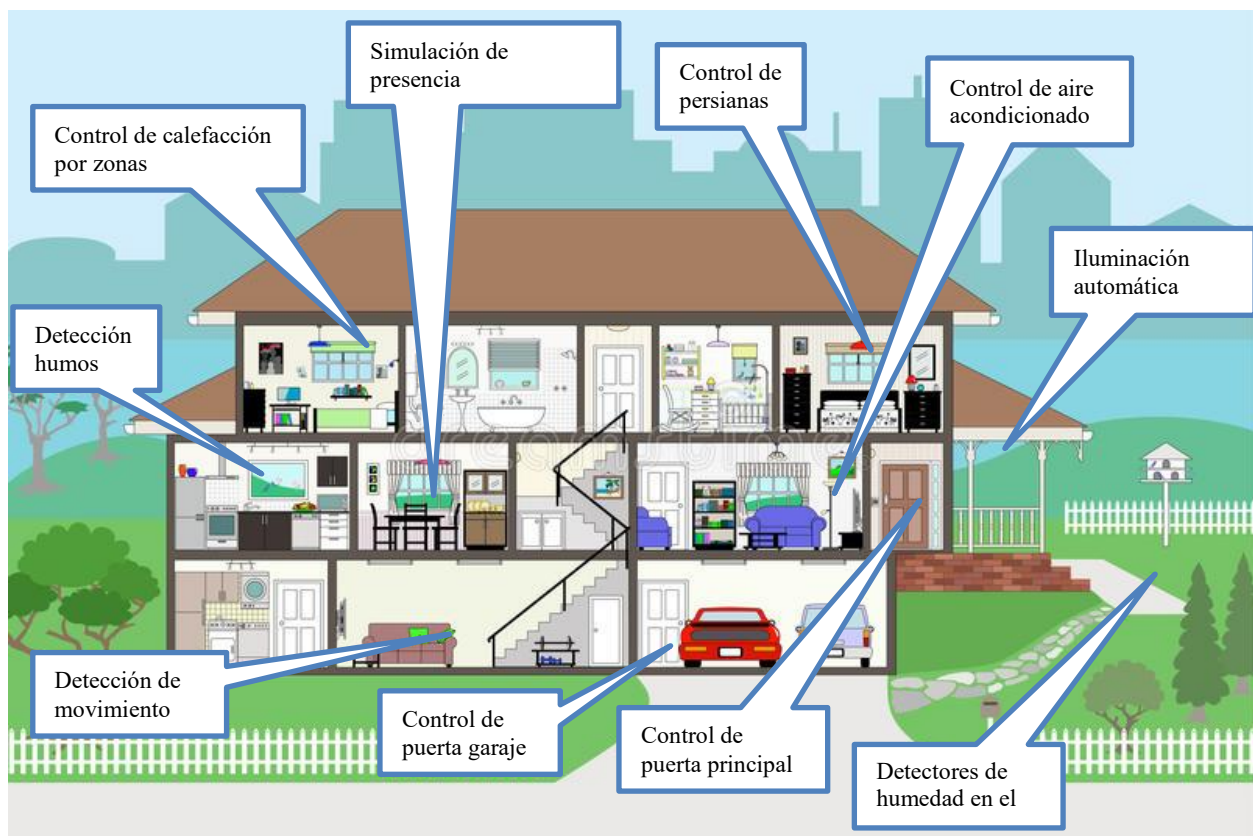 Simulación de
presencia
Control de
persianas
Control de aire
acondicionado
Control de calefacción
por zonas
Iluminación
automática
Detección
humos
dreamstime
Detección de
movimiento
Control de
puerta garaje
Control de
puerta principal
Detectores de
humedad en el